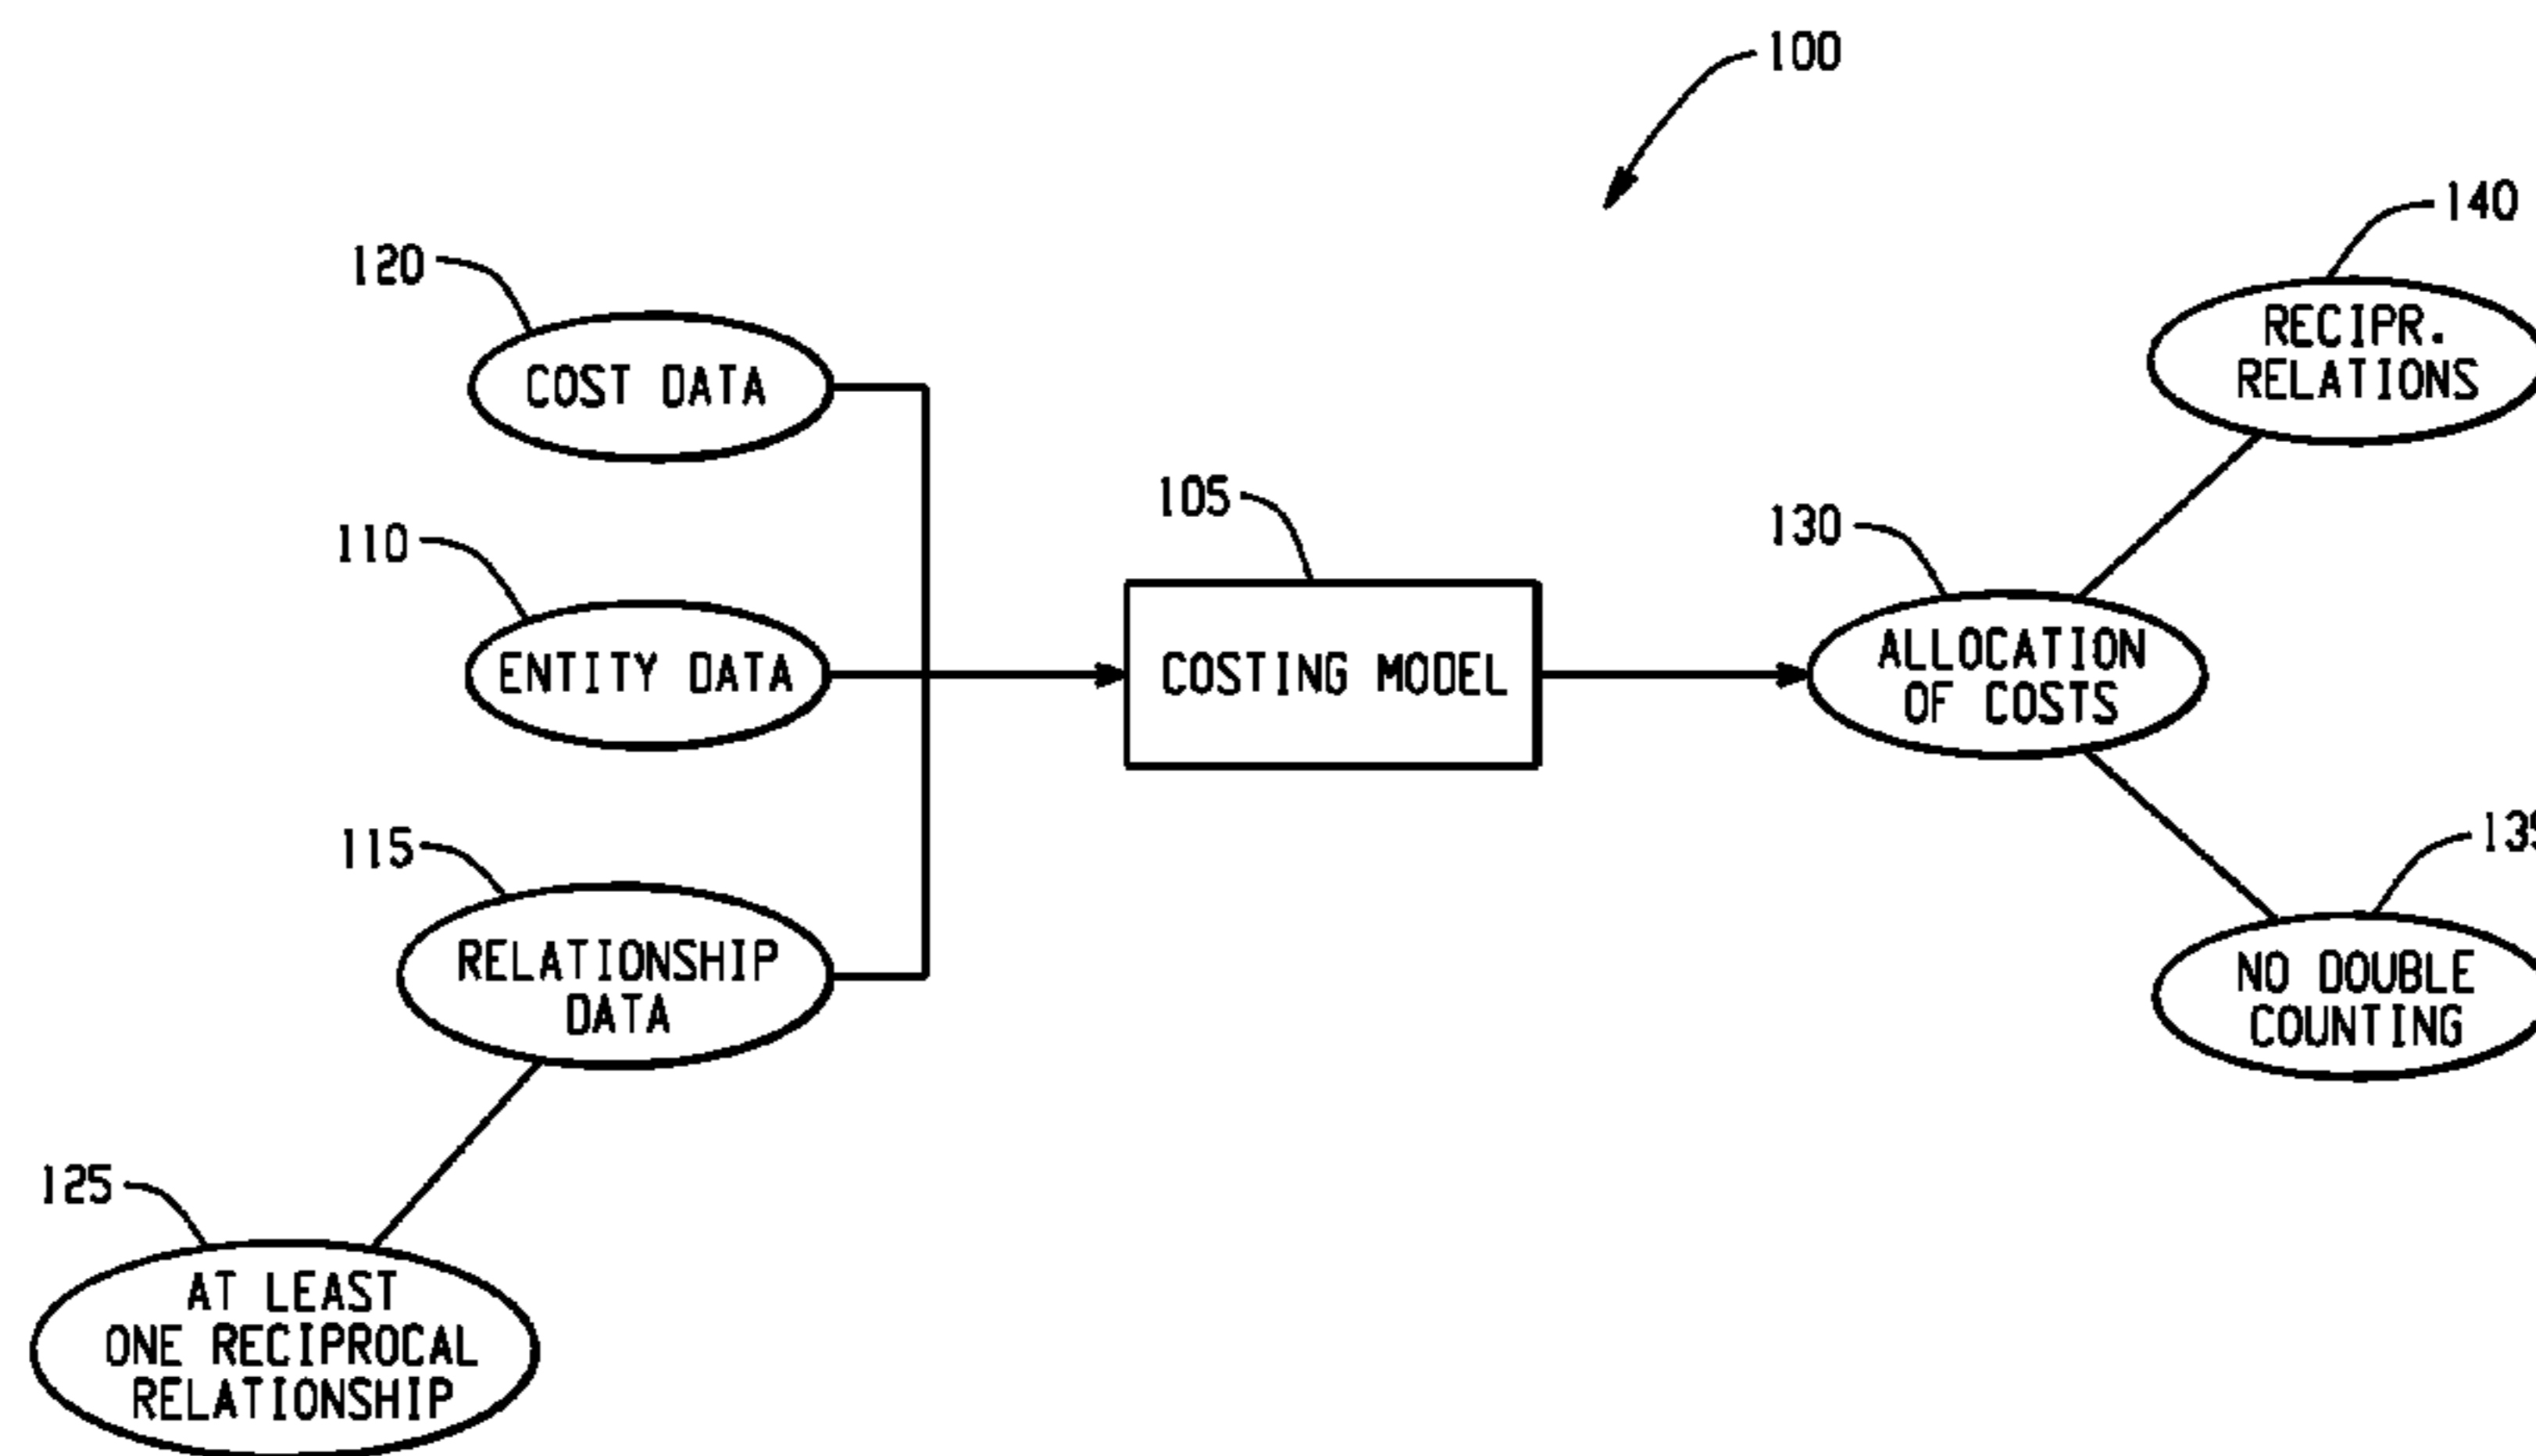 100
140
120
RECIPR.
RELATIONS
COST DATA
105
130
110
ALLOCATION
OF COSTS
ENTITY DATA
COSTING MODEL
115
RELATIONSHIP
DATA
NO DOUBLE
COUNTING
125
AT LEAST
ONE RECIPROCAL
RELATIONSHIP